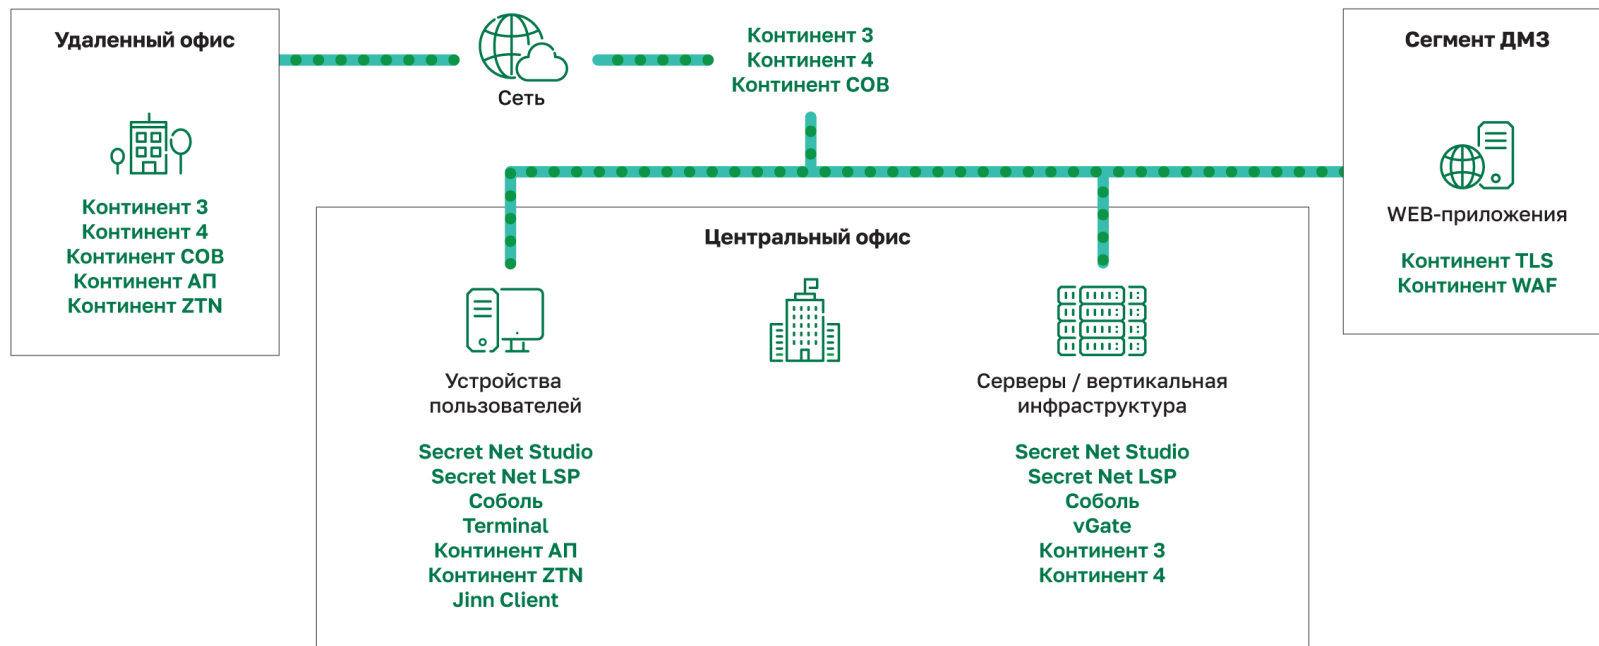 Удаленный офис
Континент 3
Континент 4
Континент СОВ
Континент АП
Континент ZTN
Сеть
Континент 3
Континент 4
Континент СОВ
Сегмент ДМЗ
WEB-приложения
Континент TLS
Континент WAF
Центральный офис
Устройства
пользователей
Secret Net Studio
Secret Net LSP
Соболь
Terminal
Континент АП
Континент ZTN
Jinn Client
Серверы / вертикальная
инфраструктура
Secret Net Studio
Secret Net LSP
Соболь
vGate
Континент 3
Континент 4